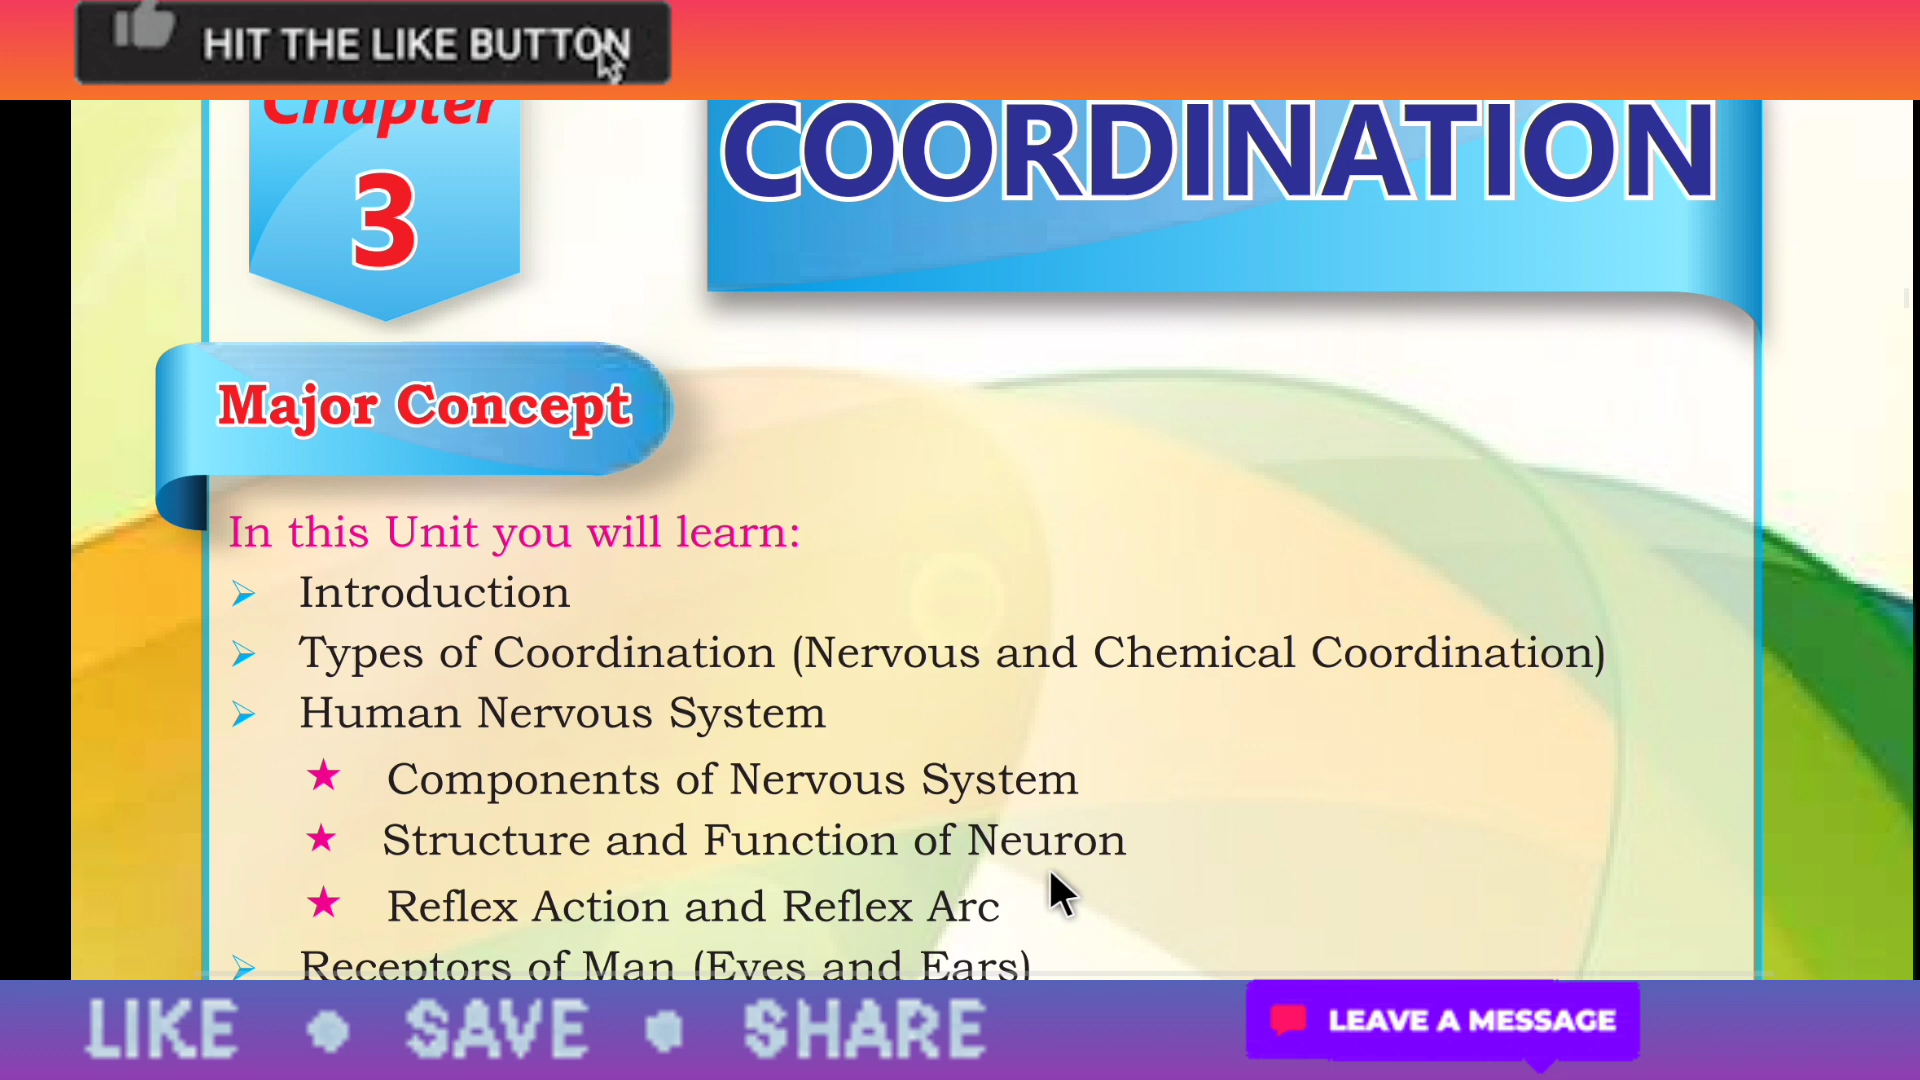 HIT THE LIKE BUTTON
Chapter
3
COORDINATION
Major Concept
In this Unit you will learn:
➢ Introduction
➢ Types of Coordination (Nervous and Chemical Coordination)
➢ Human Nervous System
★ Components of Nervous System
★ Structure and Function of Neuron
★ Reflex Action and Reflex Arc
➢ Receptors of Man (Eyes and Ears)
LIKE ● SAVE ● SHARE
LEAVE A MESSAGE